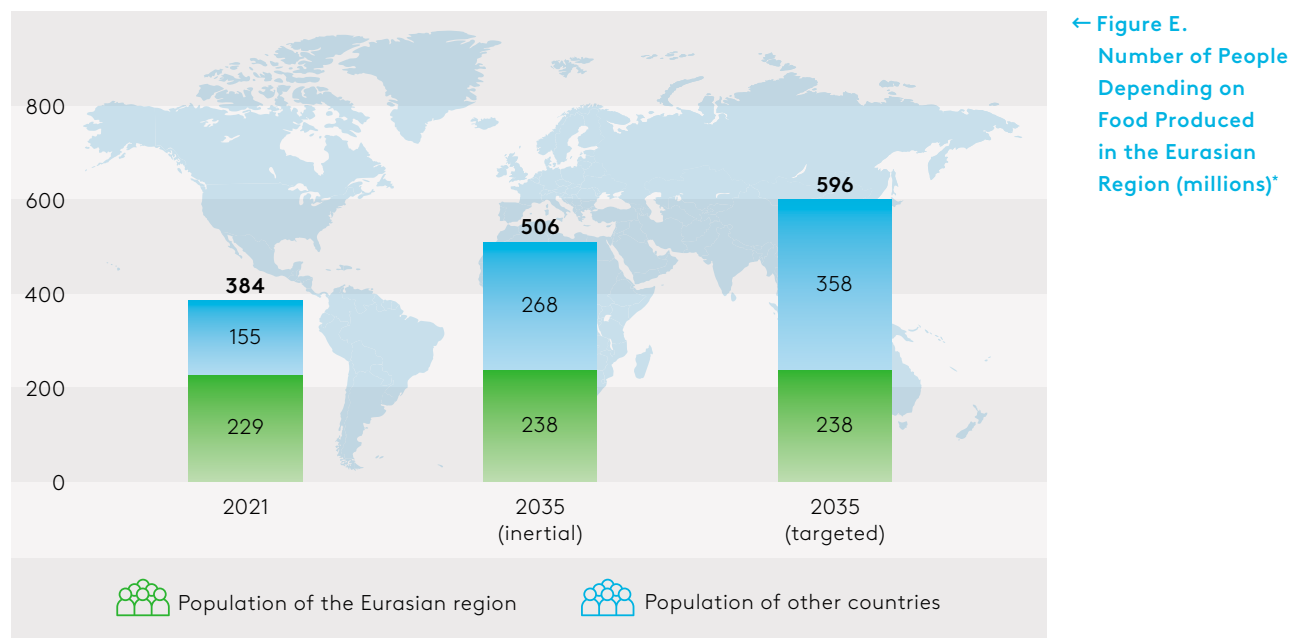 ← Figure E.
Number of People
Depending on
Food Produced
in the Eurasian
Region (millions)*
800
600
400
200
0
384
155
229
506
268
238
596
358
238
2021
2035
(inertial)
2035
(targeted)
Population of the Eurasian region
Population of other countries